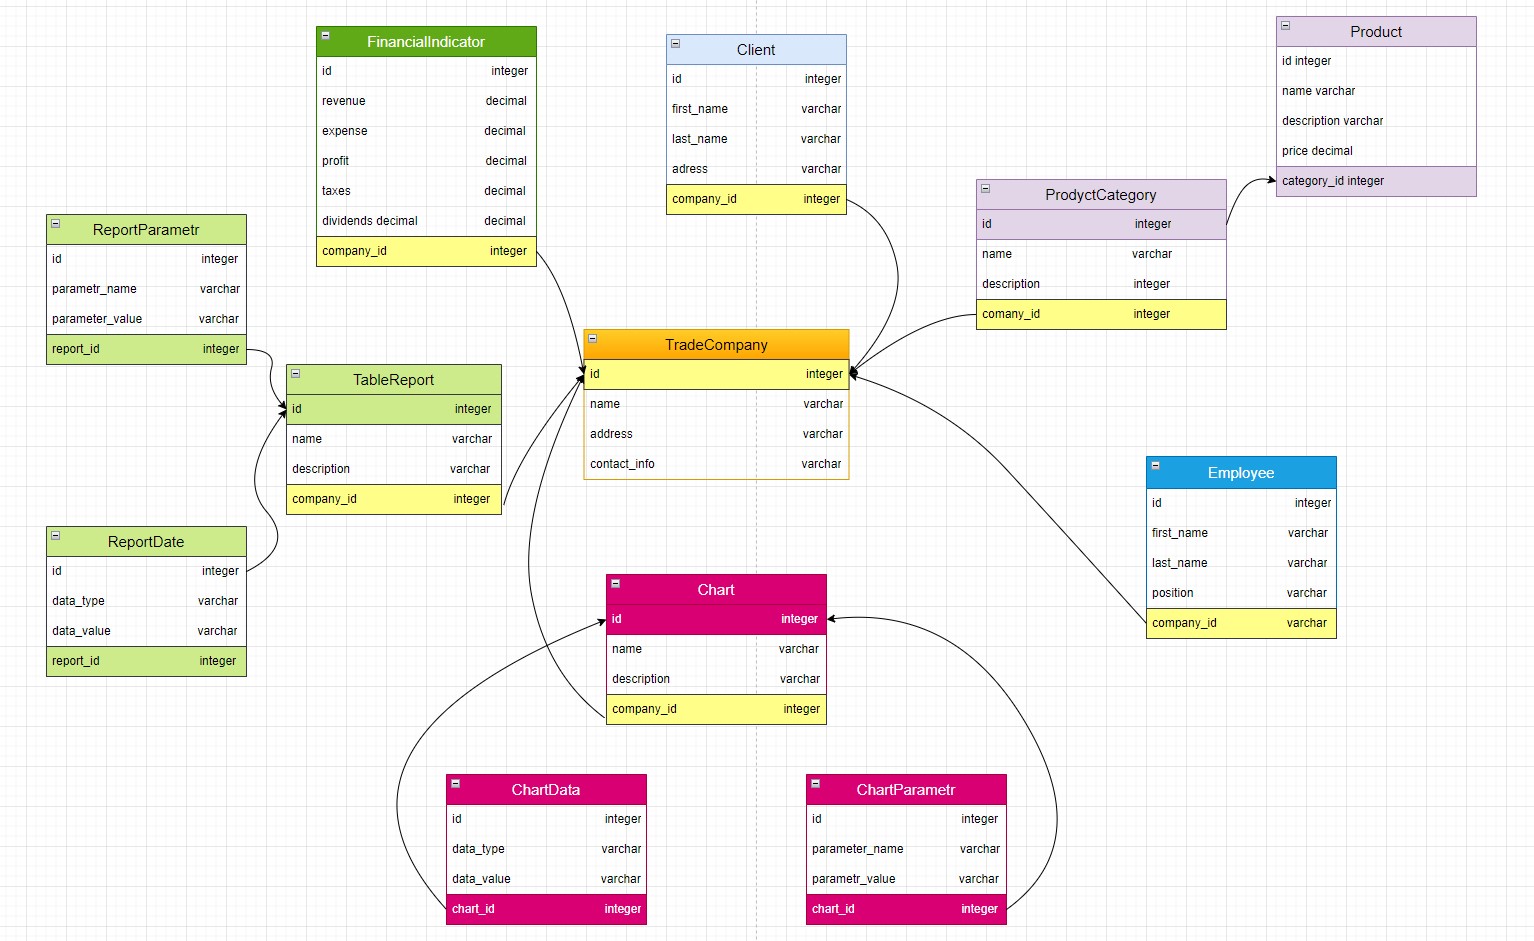 FinancialIndicator
id integer
revenue decimal
expense decimal
profit decimal
taxes decimal
dividends decimal decimal
company_id integer
Client
id integer
first_name varchar
last_name varchar
adress varchar
company_id integer
Product
id integer
name varchar
description varchar
price decimal
category_id integer
ProdyctCategory
id integer
name varchar
description integer
comany_id integer
ReportParametr
id integer
parametr_name varchar
parameter_value varchar
report_id integer
TableReport
id integer
name varchar
description varchar
company_id integer
TradeCompany
id integer
name varchar
address varchar
contact_info varchar
Employee
id integer
first_name varchar
last_name varchar
position varchar
company_id varchar
ReportDate
id integer
data_type varchar
data_value varchar
report_id integer
Chart
id integer
name varchar
description varchar
company_id integer
ChartData
id integer
data_type varchar
data_value varchar
chart_id integer
ChartParametr
id integer
parameter_name varchar
parametr_value varchar
chart_id integer